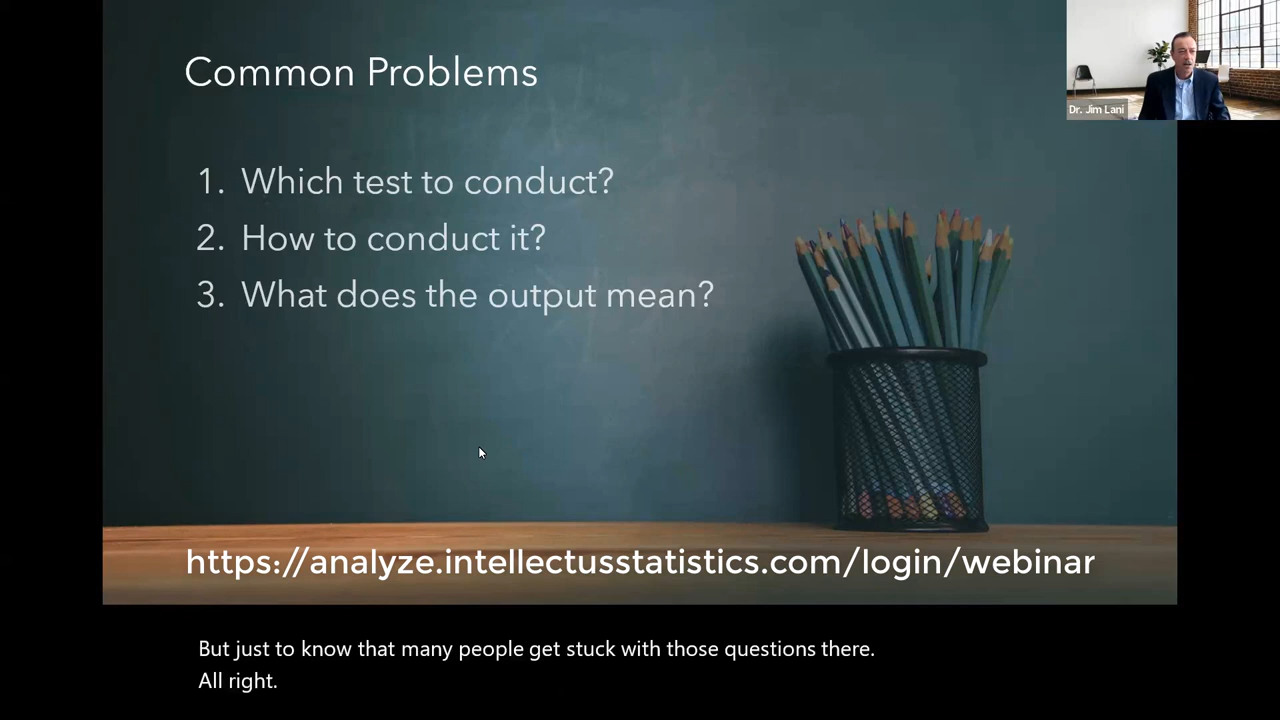 Common Problems
Dr. Jim Lani
1. Which test to conduct?
2. How to conduct it?
3. What does the output mean?
https://analyze.intellectusstatistics.com/login/webinar
But just to know that many people get stuck with those questions there.
All right.